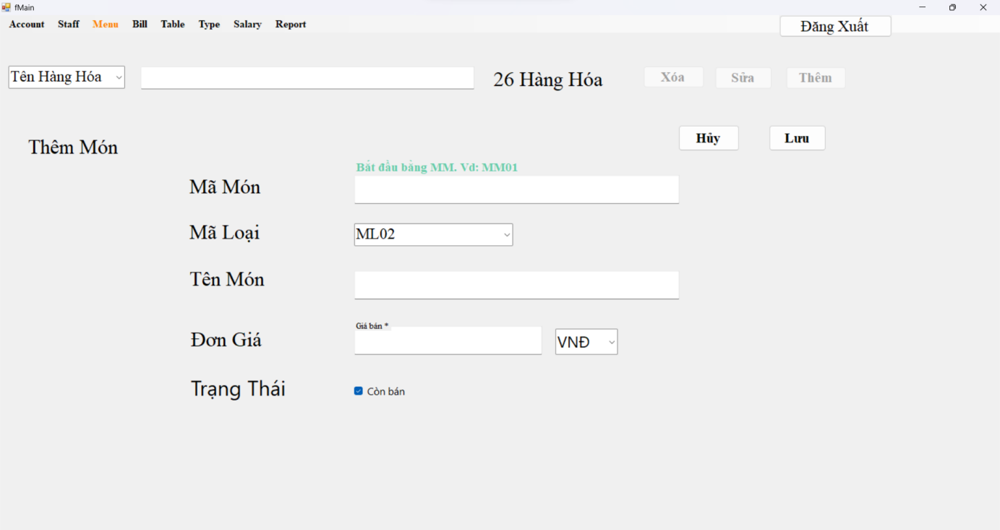 fMain
Account Staff Menu Bill Table Type Salary Report
Đăng Xuất
Tên Hàng Hóa
26 Hàng Hóa
Xóa Sửa Thêm
Thêm Món
Hủy Lưu
Bắt đầu bằng MM. Vd: MM01
Mã Món
Mã Loại ML02
Tên Món
Giá bán *
Đơn Giá VNĐ
Trạng Thái Còn bán